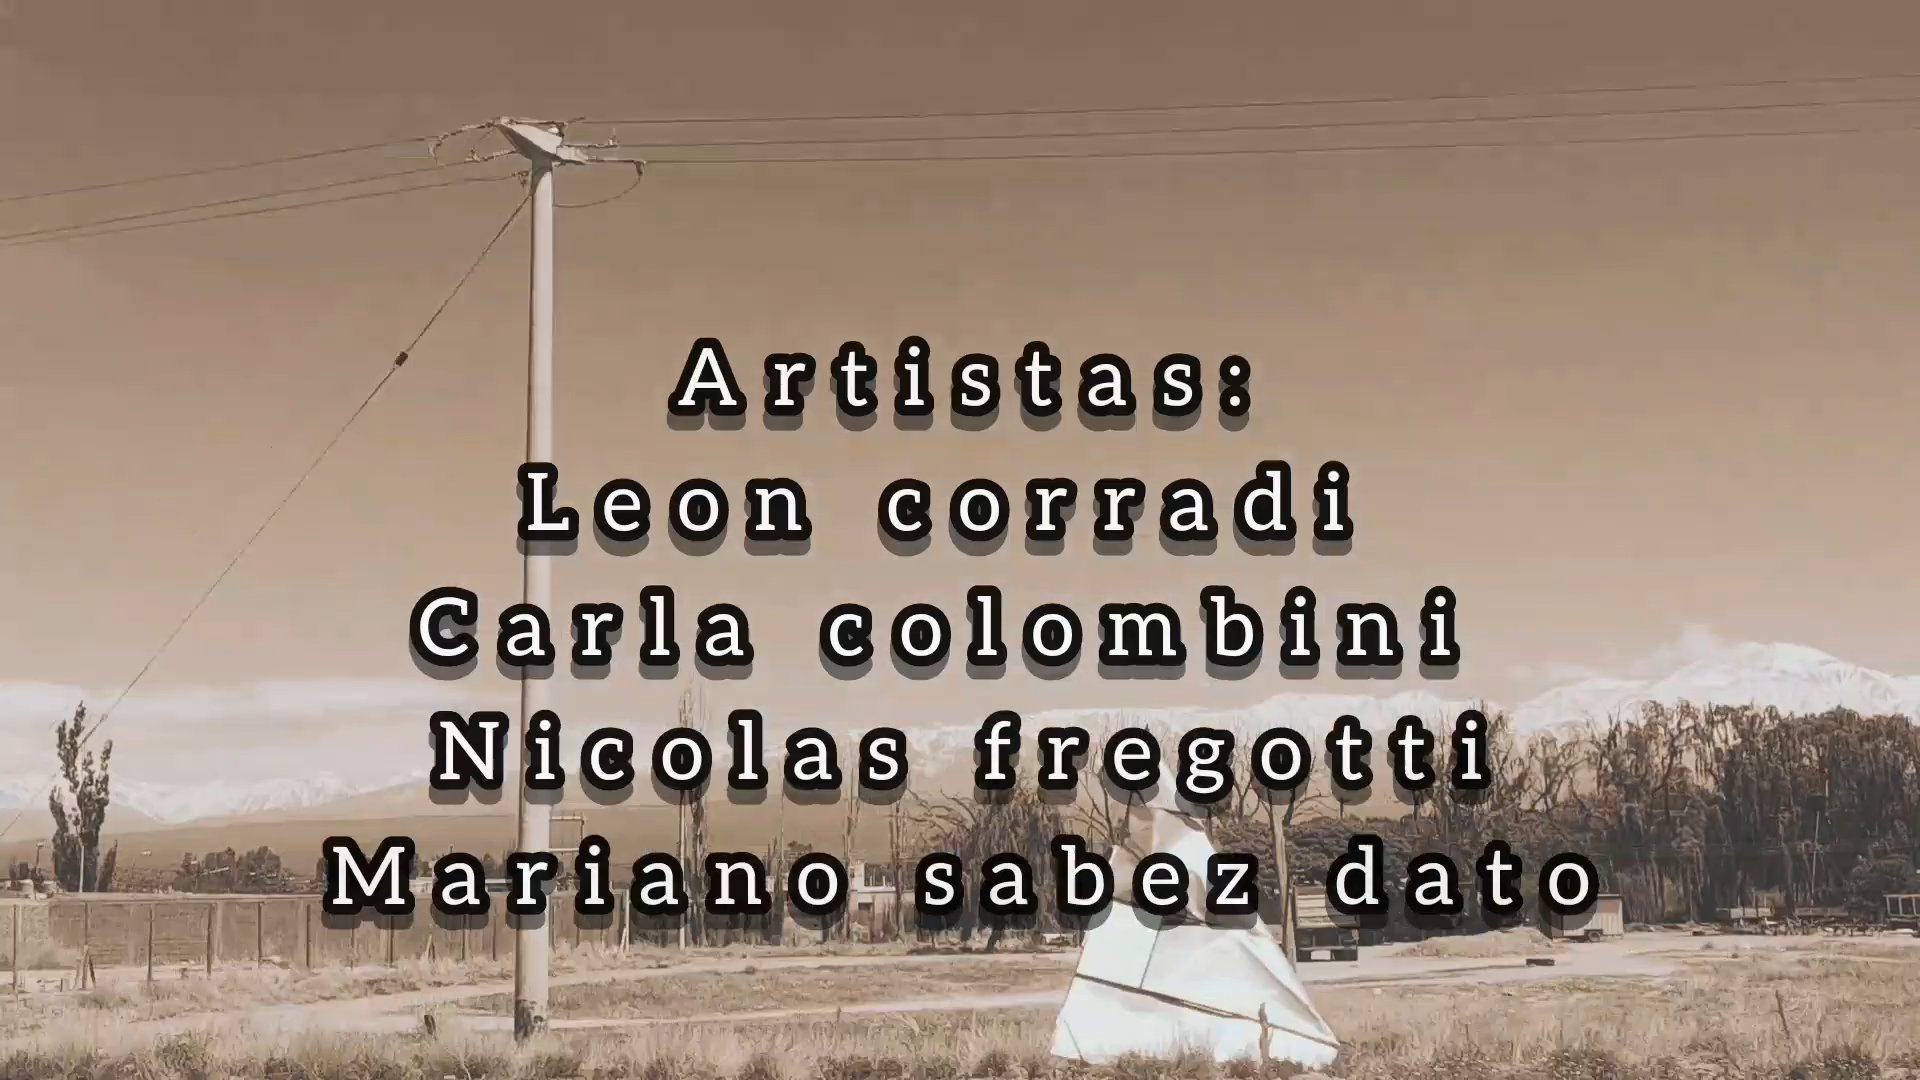 Artistas:
Leon corradi
Carla colombini
Nicolas fregotti
Mariano sabez dato